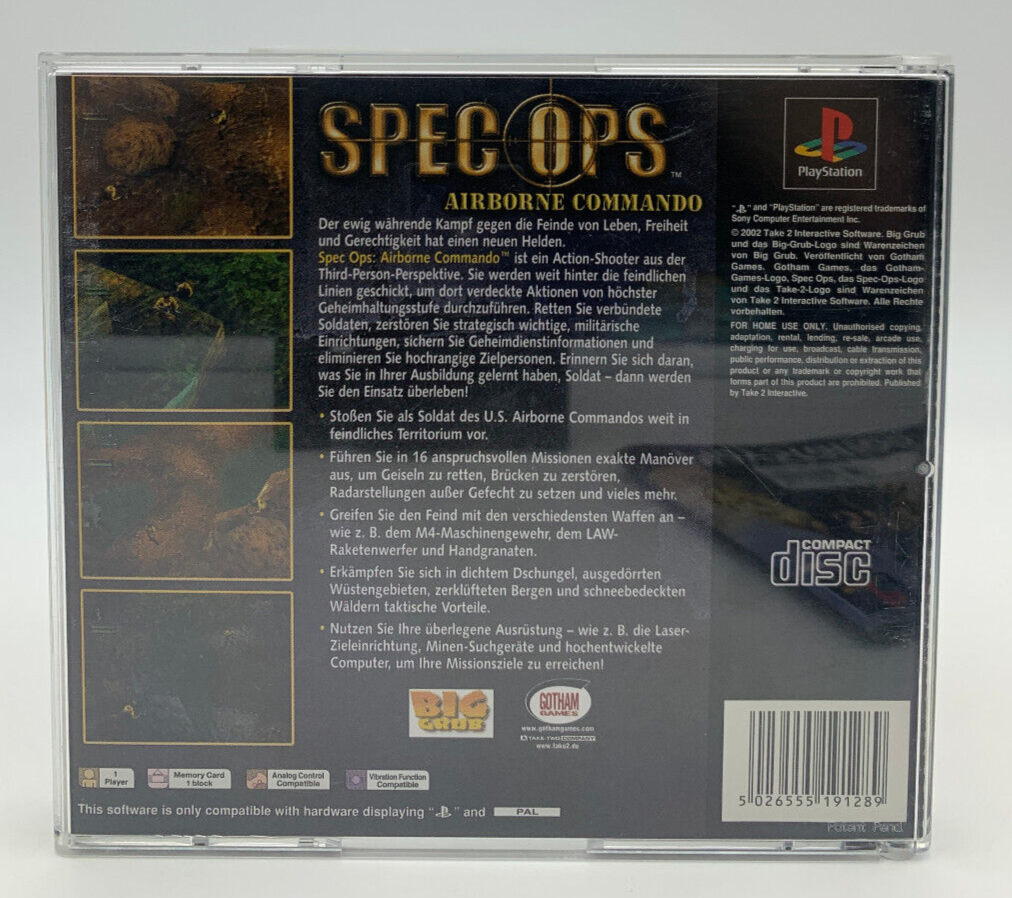 SPEC OPS ™
AIRBORNE COMMANDO
Der ewig währende Kampf gegen die Feinde von Leben, Freiheit
und Gerechtigkeit hat einen neuen Helden.
Spec Ops: Airborne Commando™ ist ein Action-Shooter aus der
Third-Person-Perspektive. Sie werden weit hinter die feindlichen
Linien geschickt, um dort verdeckte Aktionen von höchster
Geheimhaltungsstufe durchzuführen. Retten Sie verbündete
Soldaten, zerstören Sie strategisch wichtige, militärische
Einrichtungen, sichern Sie Geheimdienstinformationen und
eliminieren Sie hochrangige Zielpersonen. Erinnern Sie sich daran,
was Sie in Ihrer Ausbildung gelernt haben, Soldat – dann werden
Sie den Einsatz überleben!
• Stoßen Sie als Soldat des U.S. Airborne Commandos weit in
feindliches Territorium vor.
• Führen Sie in 16 anspruchsvollen Missionen exakte Manöver
aus, um Geiseln zu retten, Brücken zu zerstören,
Radarstellungen außer Gefecht zu setzen und vieles mehr.
• Greifen Sie den Feind mit den verschiedensten Waffen an –
wie z. B. dem M4-Maschinengewehr, dem LAW-
Raketenwerfer und Handgranaten.
• Erkämpfen Sie sich in dichtem Dschungel, ausgedörrten
Wüstengebieten, zerklüfteten Bergen und schneebedeckten
Wäldern taktische Vorteile.
• Nutzen Sie Ihre überlegene Ausrüstung – wie z. B. die Laser-
Zieleinrichtung, Minen-Suchgeräte und hochentwickelte
Computer, um Ihre Missionsziele zu erreichen!
BIG
GRUB
GOTHAM
GAMES
www.gothamgames.com
A TAKE-TWO COMPANY
www.take2.de
PlayStation
"PS" and "PlayStation" are registered trademarks of
Sony Computer Entertainment Inc.
© 2002 Take 2 Interactive Software. Big Grub
und das Big-Grub-Logo sind Warenzeichen
von Big Grub. Veröffentlicht von Gotham
Games. Gotham Games, das Gotham-
Games-Logo, Spec Ops, das Spec-Ops-Logo
und das Take-2-Logo sind Warenzeichen
von Take 2 Interactive Software. Alle Rechte
vorbehalten.
FOR HOME USE ONLY. Unauthorised copying,
adaptation, rental, lending, re-sale, arcade use,
charging for use, broadcast, cable transmission,
public performance, distribution or extraction of this
product or any trademark or copyright work that
forms part of this product are prohibited. Published
by Take 2 Interactive.
COMPACT
disc
5 026555 191289
Patent Pend
1
Player
Memory Card
1 block
Analog Control
Compatible
Vibration Function
Compatible
This software is only compatible with hardware displaying "PS" and PAL